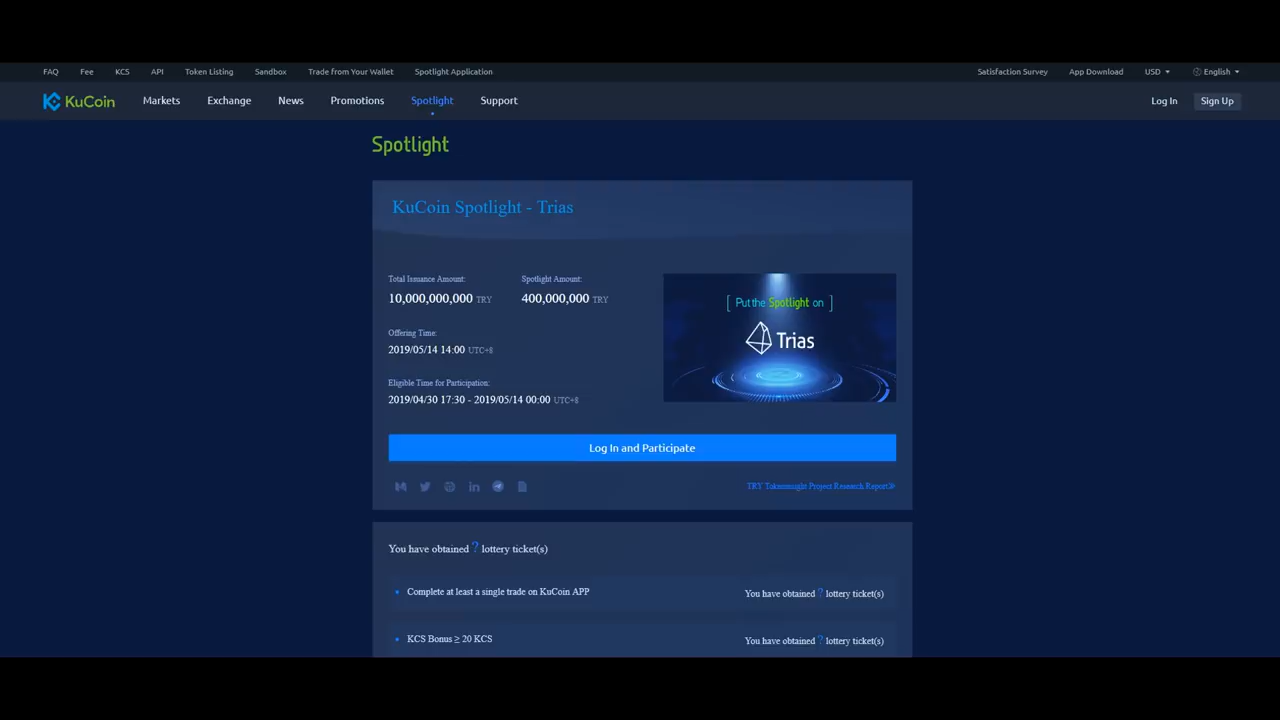 FAQ Fee KCS API Token Listing Sandbox Trade from Your Wallet Spotlight Application Satisfaction Survey App Download USD English
KuCoin Markets Exchange News Promotions Spotlight Support Log In Sign Up
Spotlight
KuCoin Spotlight - Trias
Total Issuance Amount: Spotlight Amount:
10,000,000,000 TRY 400,000,000 TRY
[ Put the Spotlight on ]
Trias
Offering Time:
2019/05/14 14:00 UTC+8
Eligible Time for Participation:
2019/04/30 17:30 - 2019/05/14 00:00 UTC+8
Log In and Participate
TRY Tokeninsight Project Research Report
You have obtained ? lottery ticket(s)
Complete at least a single trade on KuCoin APP You have obtained ? lottery ticket(s)
KCS Bonus ≥ 20 KCS You have obtained ? lottery ticket(s)